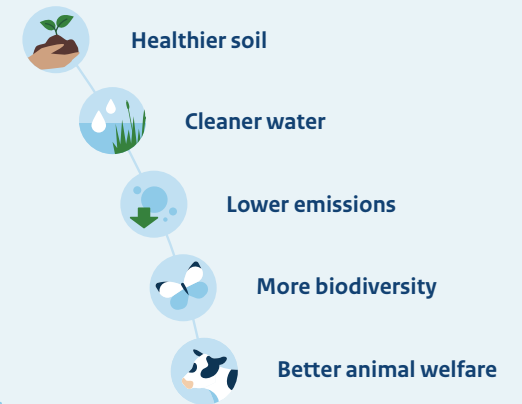 Healthier soil
Cleaner water
Lower emissions
More biodiversity
Better animal welfare